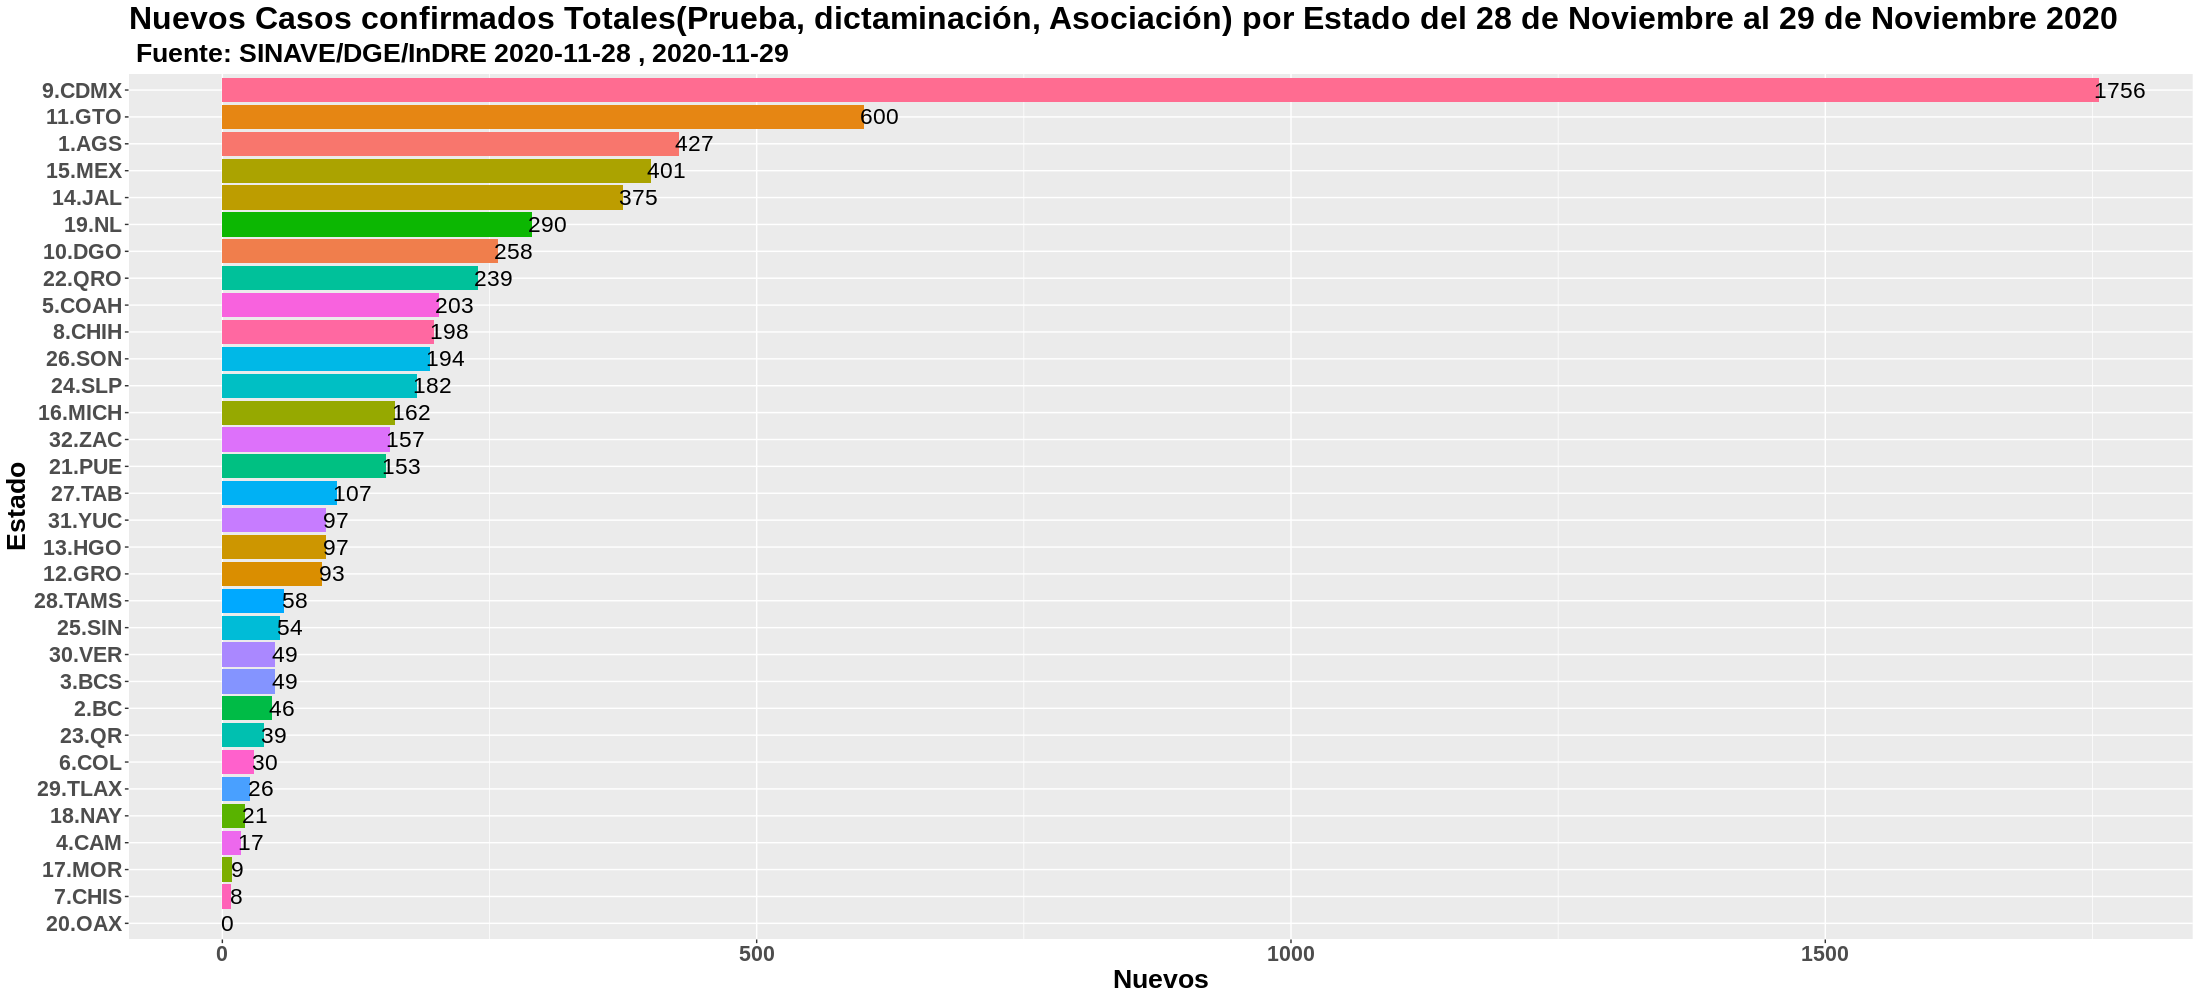 Nuevos Casos confirmados Totales(Prueba, dictaminación, Asociación) por Estado del 28 de Noviembre al 29 de Noviembre 2020
Fuente: SINAVE/DGE/InDRE 2020-11-28 , 2020-11-29
9.CDMX 1756
11.GTO 600
1.AGS 427
15.MEX 401
14.JAL 375
19.NL 290
10.DGO 258
22.QRO 239
5.COAH 203
8.CHIH 198
26.SON 194
24.SLP 182
16.MICH 162
32.ZAC 157
21.PUE 153
27.TAB 107
31.YUC 97
13.HGO 97
12.GRO 93
28.TAMS 58
25.SIN 54
30.VER 49
3.BCS 49
2.BC 46
23.QR 39
6.COL 30
29.TLAX 26
18.NAY 21
4.CAM 17
17.MOR 9
7.CHIS 8
20.OAX 0
Estado
0 500 1000 1500
Nuevos